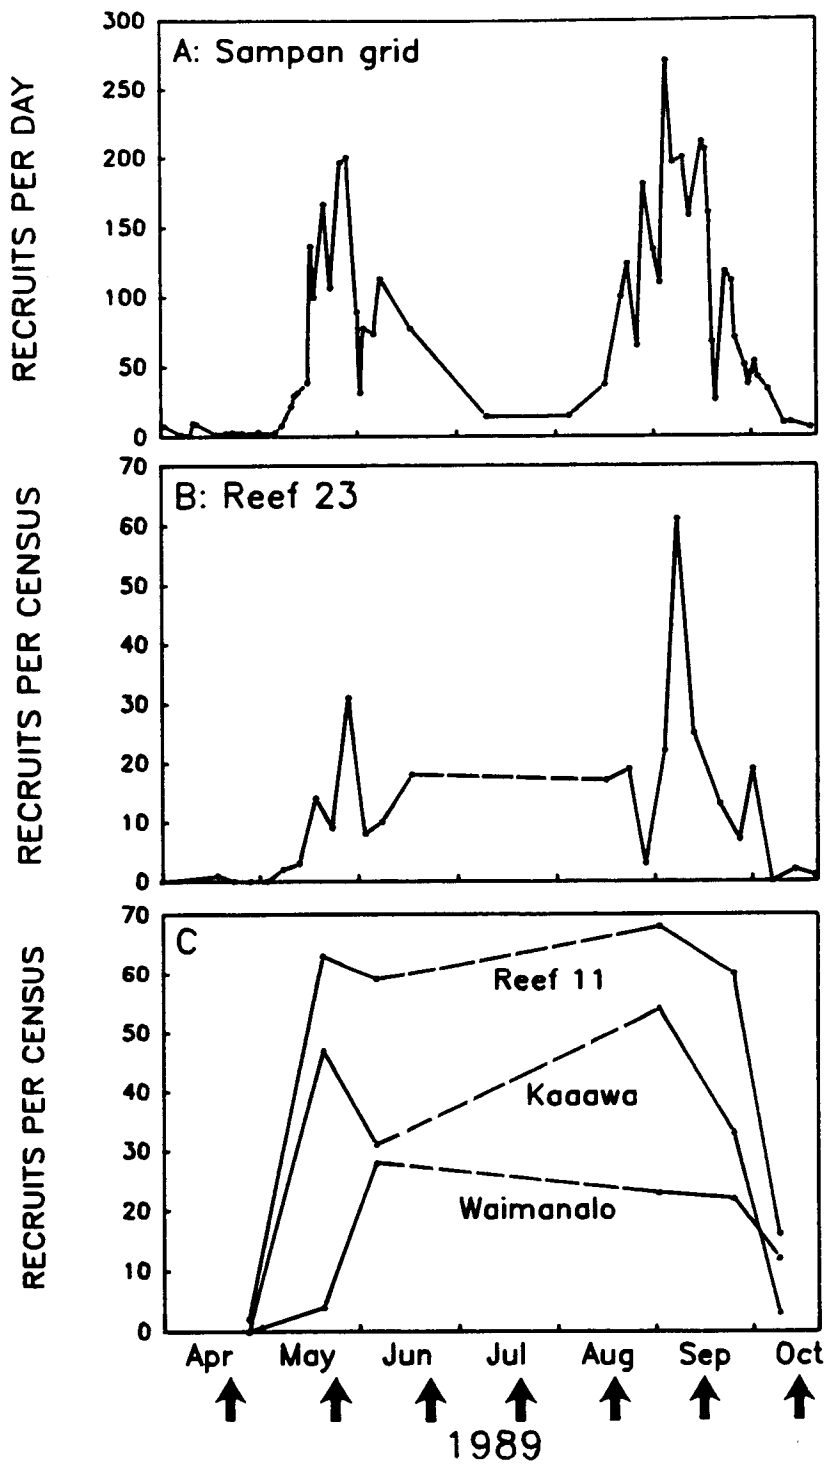 A: Sampan grid
RECRUITS PER DAY
300
250
200
150
100
50
0
B: Reef 23
RECRUITS PER CENSUS
70
60
50
40
30
20
10
0
C
RECRUITS PER CENSUS
70
60
50
40
30
20
10
0
Reef 11
Kaaawa
Waimanalo
Apr May Jun Jul Aug Sep Oct
1989